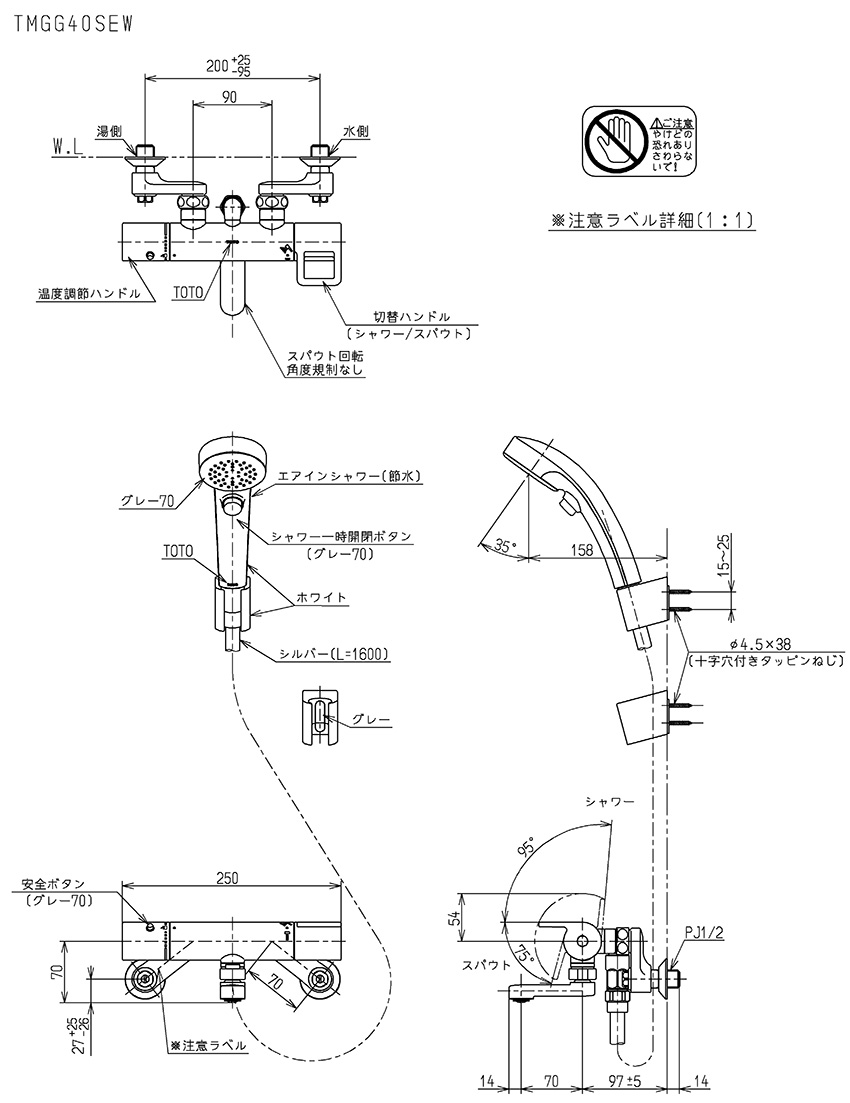 TMGG40SEW
200 +25 -95
90
湯側
水側
W.L
⚠ご注意
やけどの
恐れあり
さわらな
いで!
※注意ラベル詳細(1:1)
温度調節ハンドル
TOTO
切替ハンドル
(シャワー/スパウト)
スパウト回転
角度規制なし
エアインシャワー(節水)
グレー70
シャワー一時開閉ボタン
(グレー70)
TOTO
ホワイト
シルバー(L=1600)
グレー
35°
158
15~25
φ4.5×38
(十字穴付きタッピンねじ)
シャワー
95°
54
75°
スパウト
PJ1/2
14
70
97±5
14
安全ボタン
(グレー70)
250
70
70
27 +25 -26
※注意ラベル